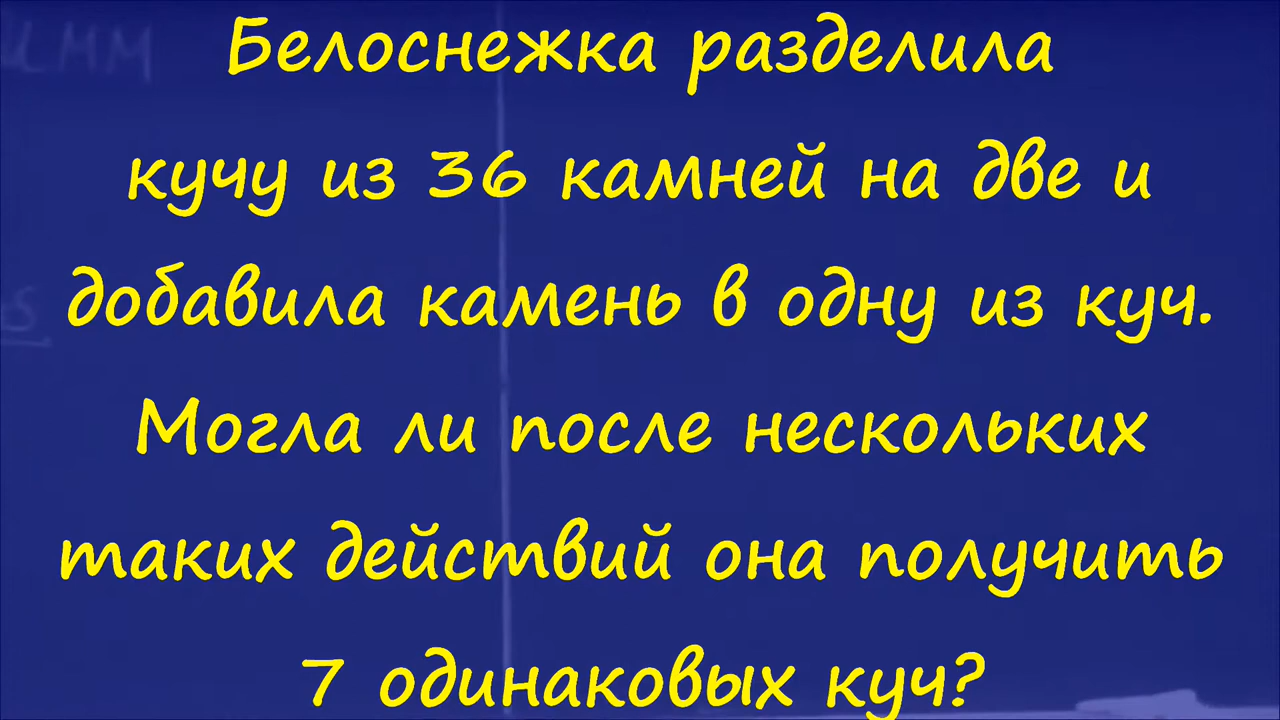 Белоснежка разделила
кучу из 36 камней на две и
добавила камень в одну из куч.
Могла ли после нескольких
таких действий она получить
7 одинаковых куч?